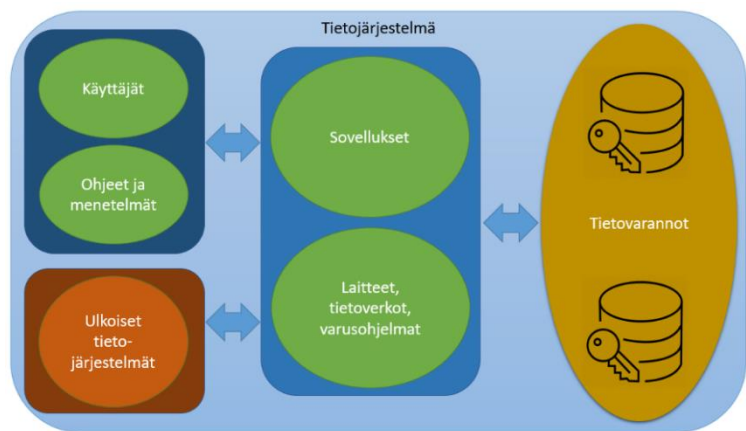 Tietojärjestelmä
Käyttäjät
Ohjeet ja
menetelmät
Ulkoiset
tieto-
järjestelmät
Sovellukset
Laitteet,
tietoverkot,
varusohjelmat
Tietovarannot